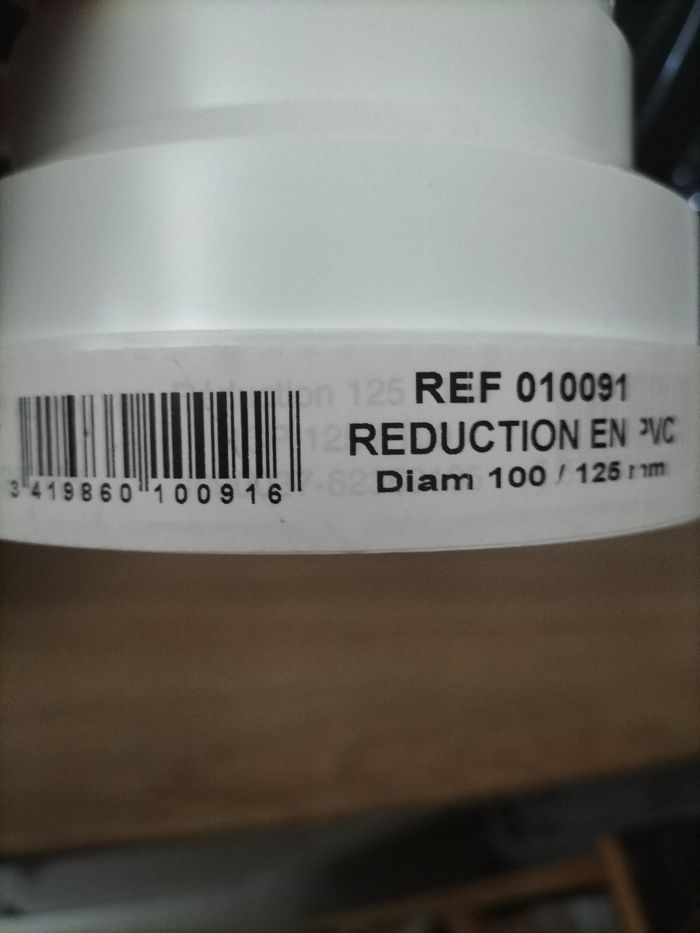 REF 010091
REDUCTION EN PVC
Diam 100 / 125 mm
3 419860 100916